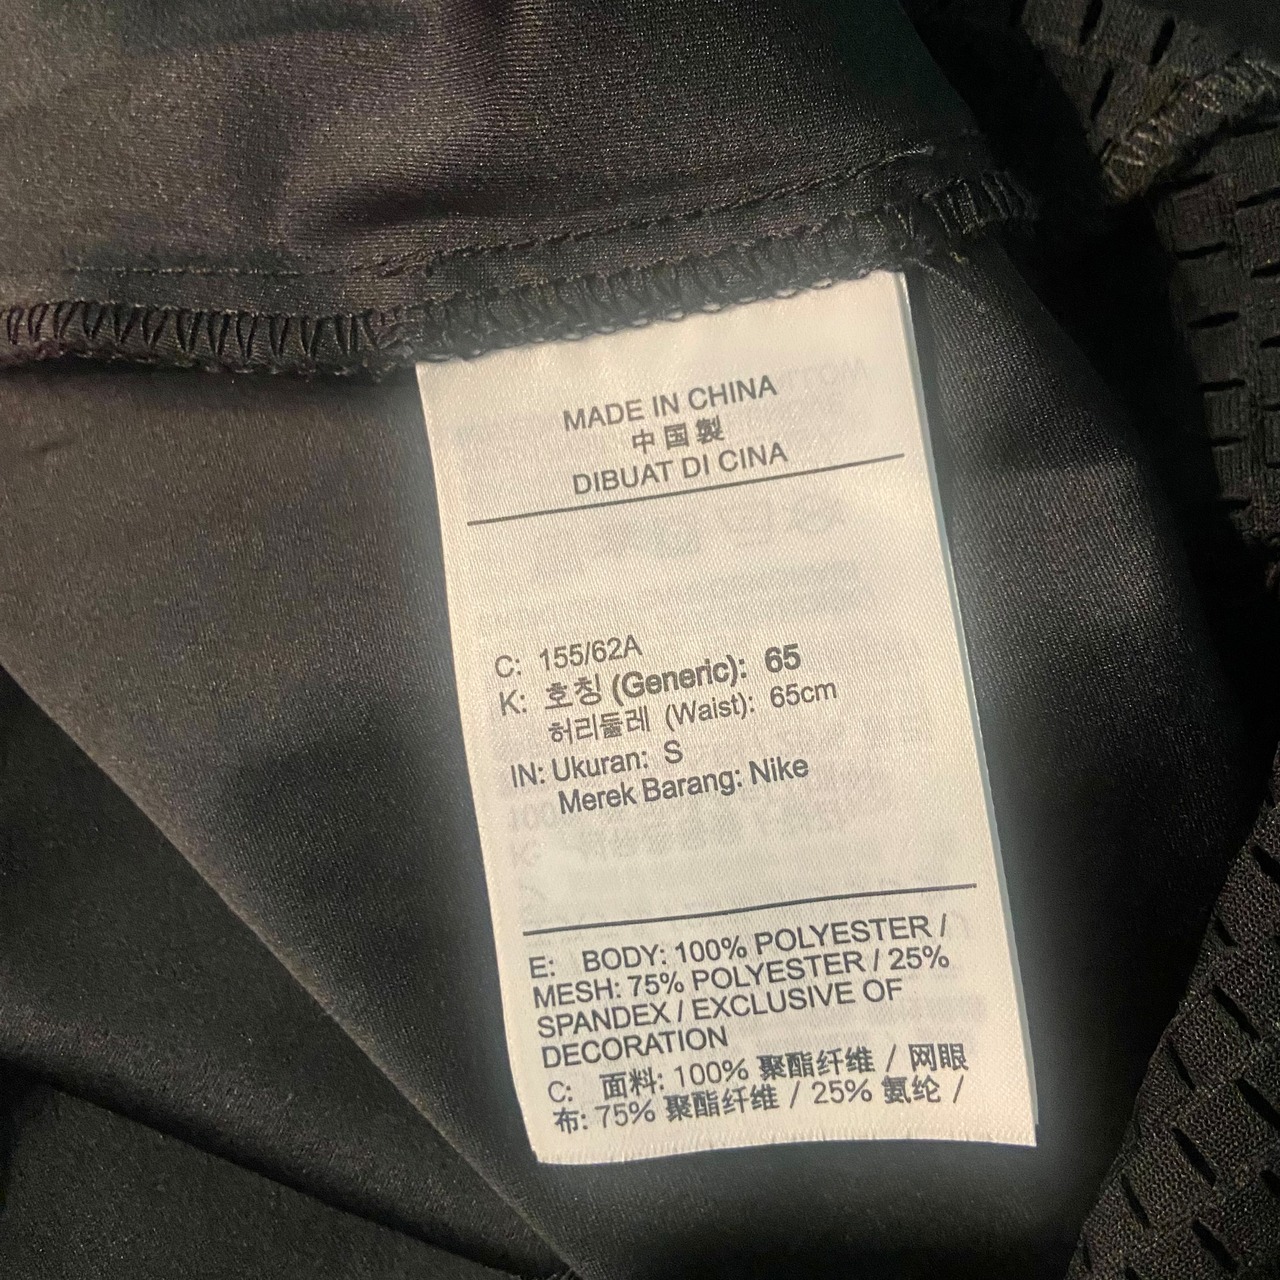 MADE IN CHINA
中国製
DIBUAT DI CINA
C: 155/62A
K: 호칭 (Generic): 65
허리둘레 (Waist): 65cm
IN: Ukuran: S
Merek Barang: Nike
E: BODY: 100% POLYESTER /
MESH: 75% POLYESTER / 25%
SPANDEX / EXCLUSIVE OF
DECORATION
C: 面料: 100% 聚酯纤维 / 网眼
布: 75% 聚酯纤维 / 25% 氨纶 /